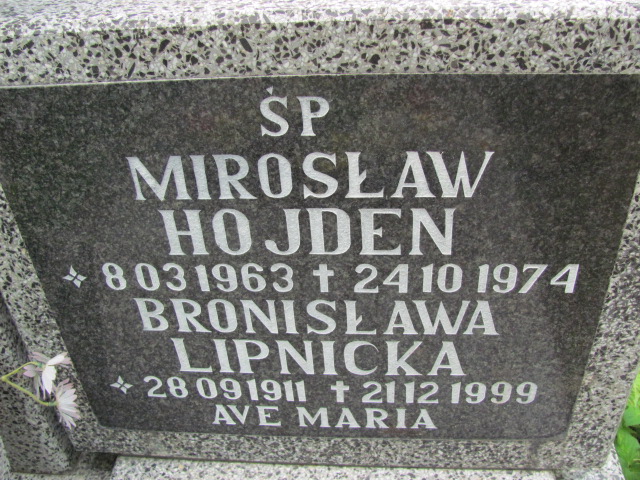 ŚP
MIROSŁAW
HOJDEN
8 03 1963 † 24 10 1974
BRONISŁAWA
LIPNICKA
28 09 1911 † 21 12 1999
AVE MARIA